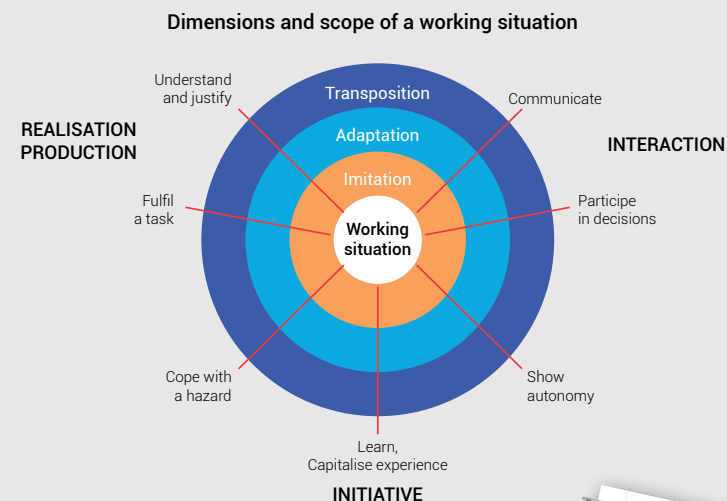 Dimensions and scope of a working situation
Understand
and justify
Transposition
Communicate
REALISATION
PRODUCTION
Adaptation
INTERACTION
Imitation
Fulfil
a task
Working
situation
Participe
in decisions
Cope with
a hazard
Show
autonomy
Learn,
Capitalise experience
INITIATIVE